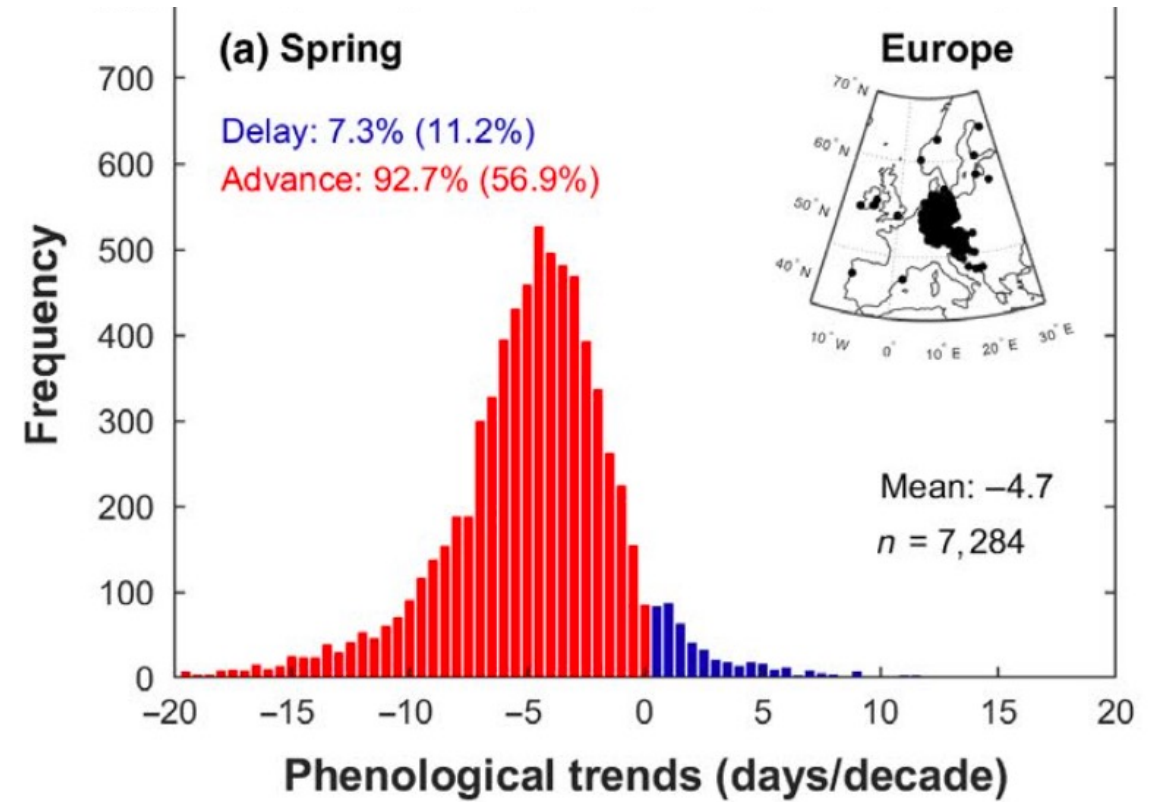 (a) Spring
Europe
Delay: 7.3% (11.2%)
Advance: 92.7% (56.9%)
70°N
60°N
50°N
40°N
10°W
0°
10°E
20°E
30°E
Mean: –4.7
n = 7,284
Frequency
700
600
500
400
300
200
100
0
–20
–15
–10
–5
0
5
10
15
20
Phenological trends (days/decade)